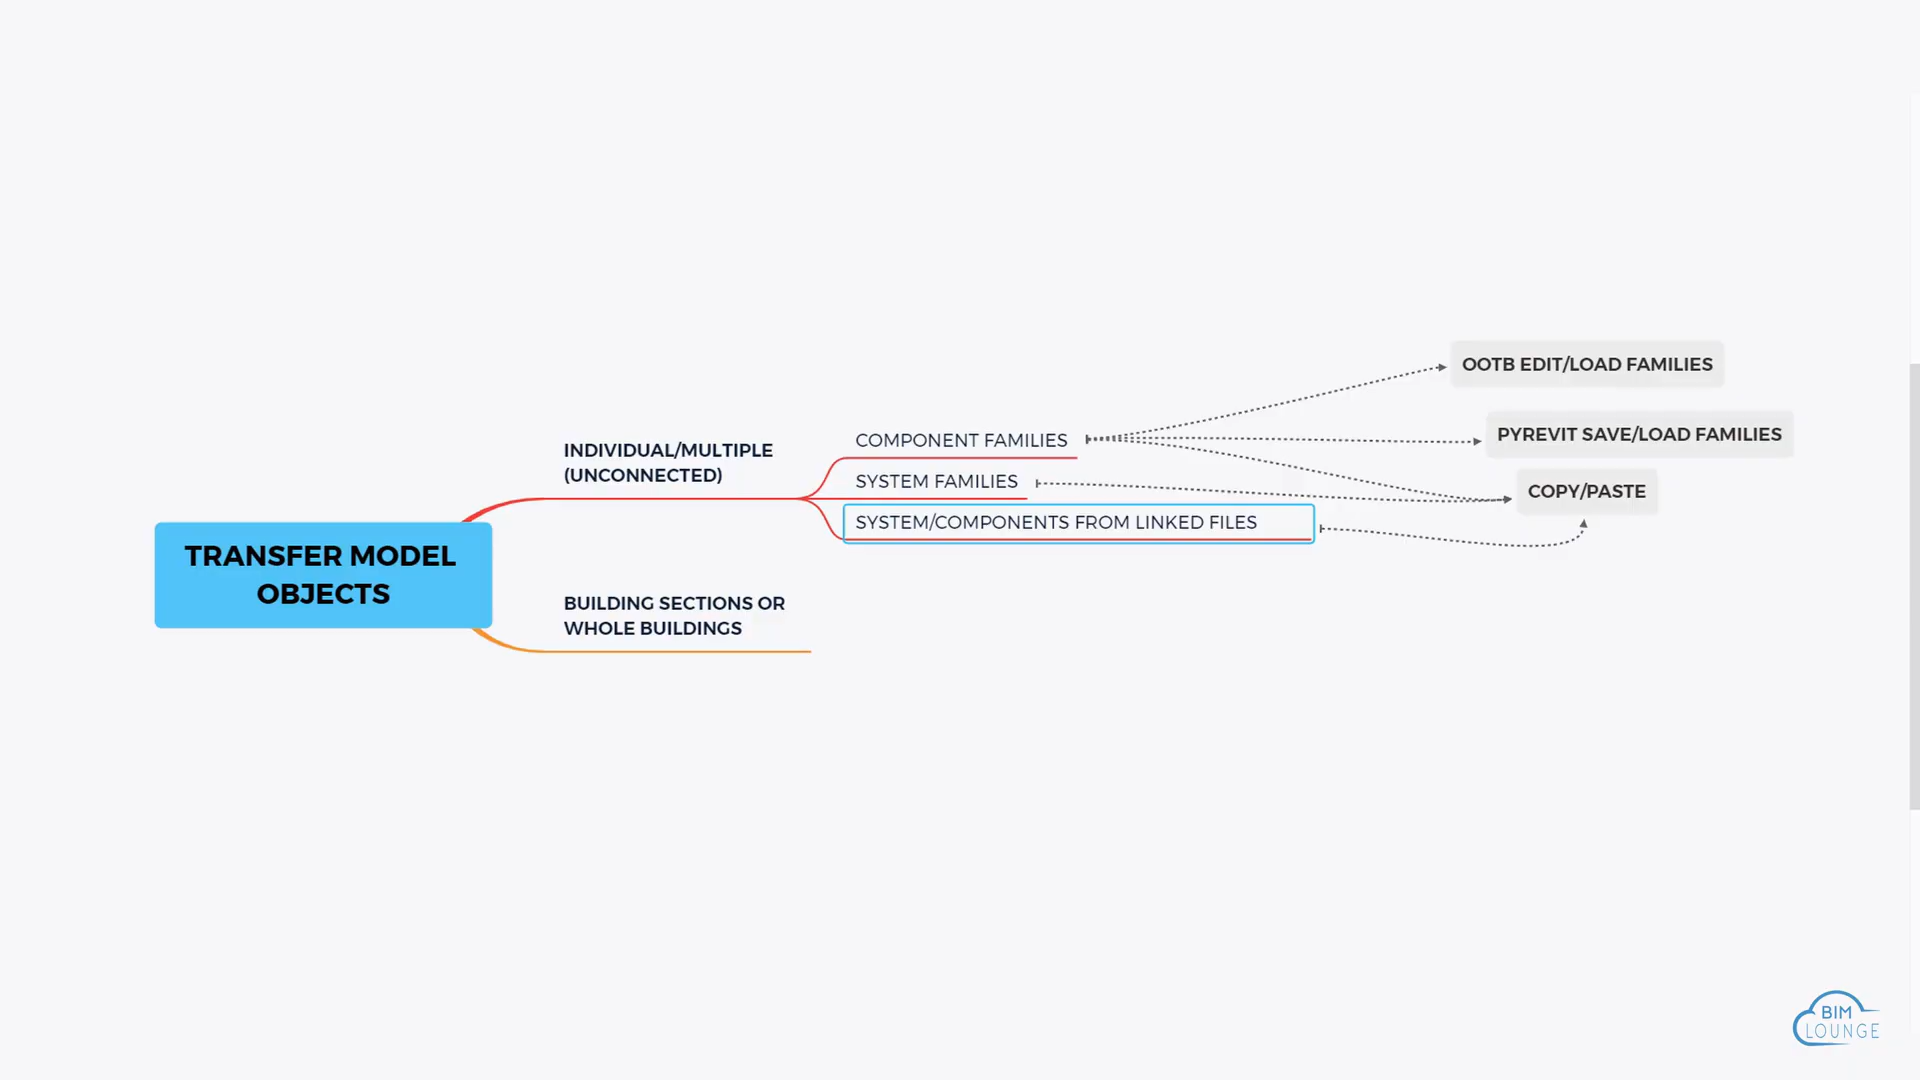 OOTB EDIT/LOAD FAMILIES
PYREVIT SAVE/LOAD FAMILIES
COPY/PASTE
COMPONENT FAMILIES
SYSTEM FAMILIES
SYSTEM/COMPONENTS FROM LINKED FILES
INDIVIDUAL/MULTIPLE
(UNCONNECTED)
TRANSFER MODEL
OBJECTS
BUILDING SECTIONS OR
WHOLE BUILDINGS
BIM
LOUNGE